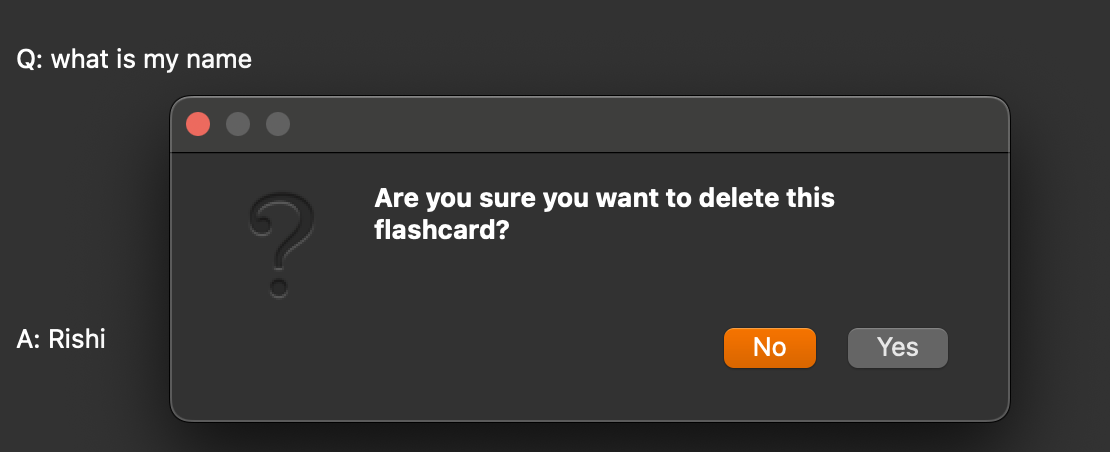 Q: what is my name
Are you sure you want to delete this
flashcard?
A: Rishi
No
Yes